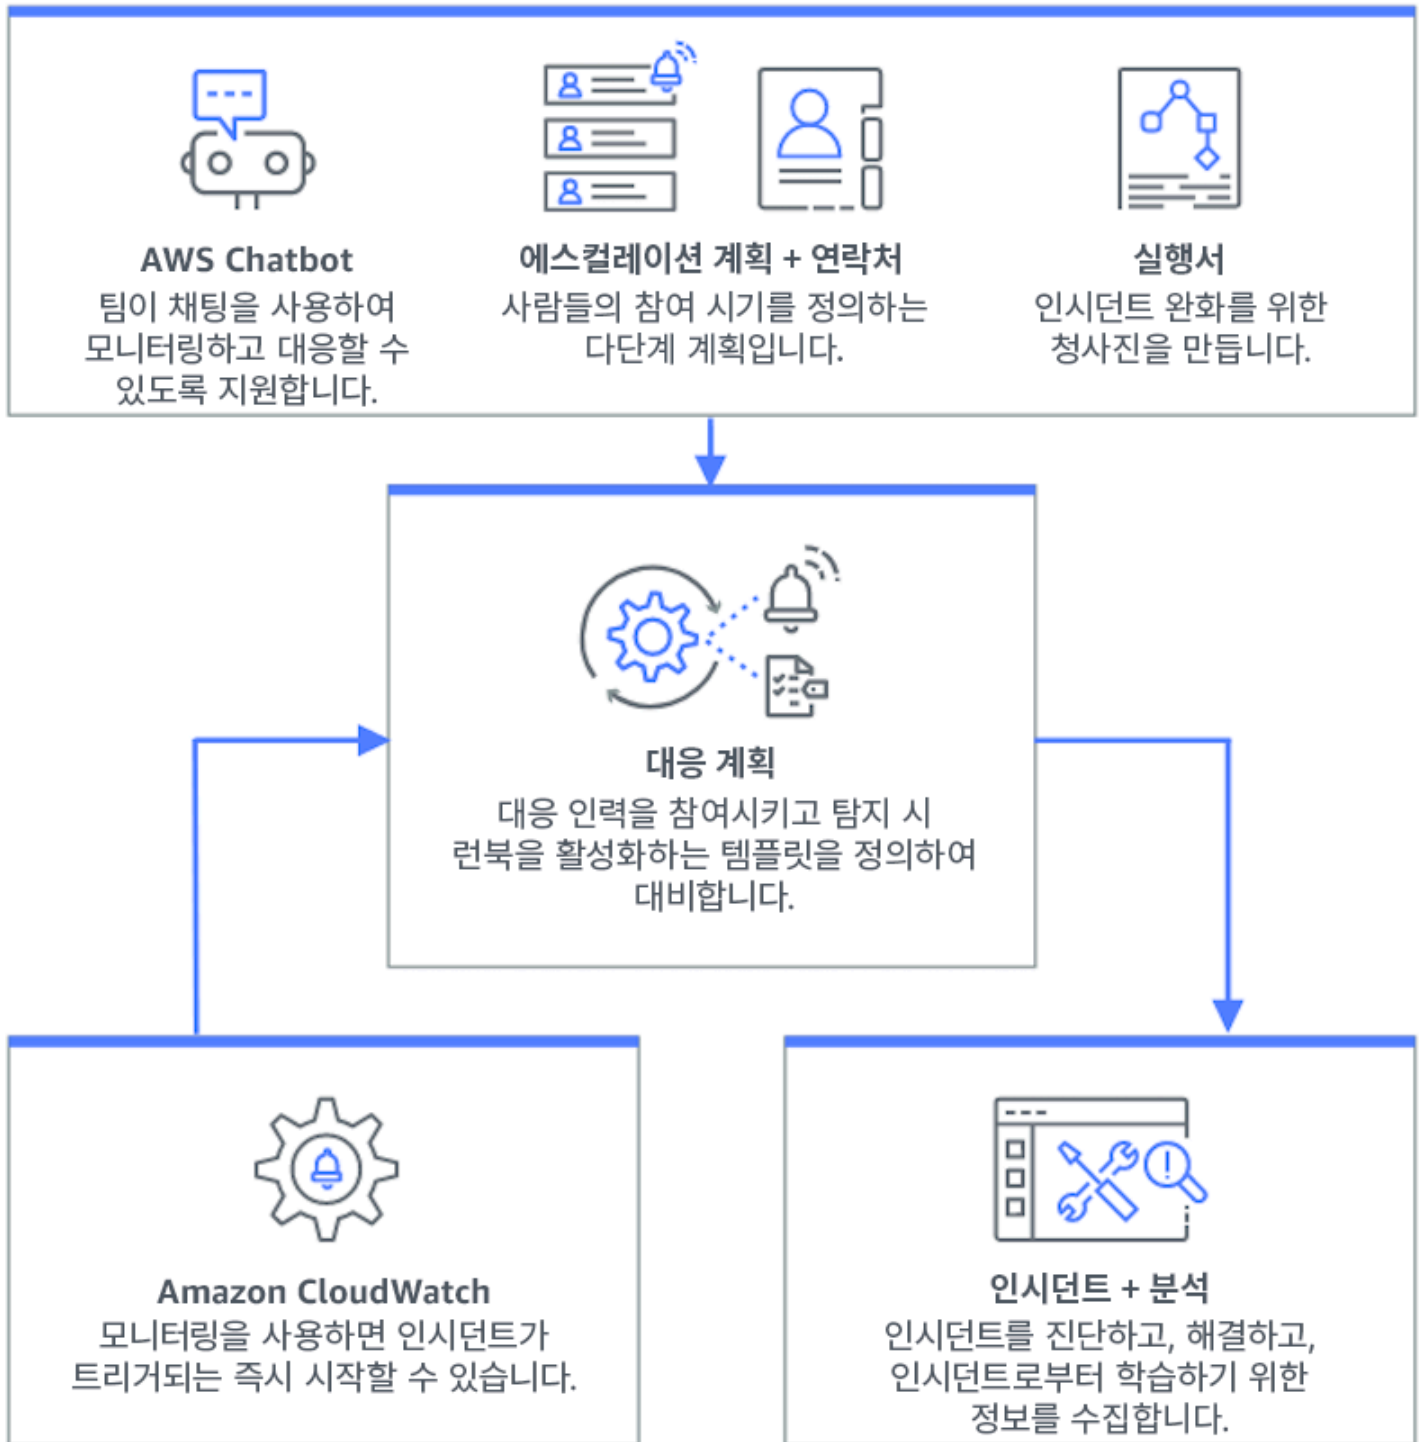 AWS Chatbot
팀이 채팅을 사용하여
모니터링하고 대응할 수
있도록 지원합니다.
에스컬레이션 계획 + 연락처
사람들의 참여 시기를 정의하는
다단계 계획입니다.
실행서
인시던트 완화를 위한
청사진을 만듭니다.
대응 계획
대응 인력을 참여시키고 탐지 시
런북을 활성화하는 템플릿을 정의하여
대비합니다.
Amazon CloudWatch
모니터링을 사용하면 인시던트가
트리거되는 즉시 시작할 수 있습니다.
인시던트 + 분석
인시던트를 진단하고, 해결하고,
인시던트로부터 학습하기 위한
정보를 수집합니다.